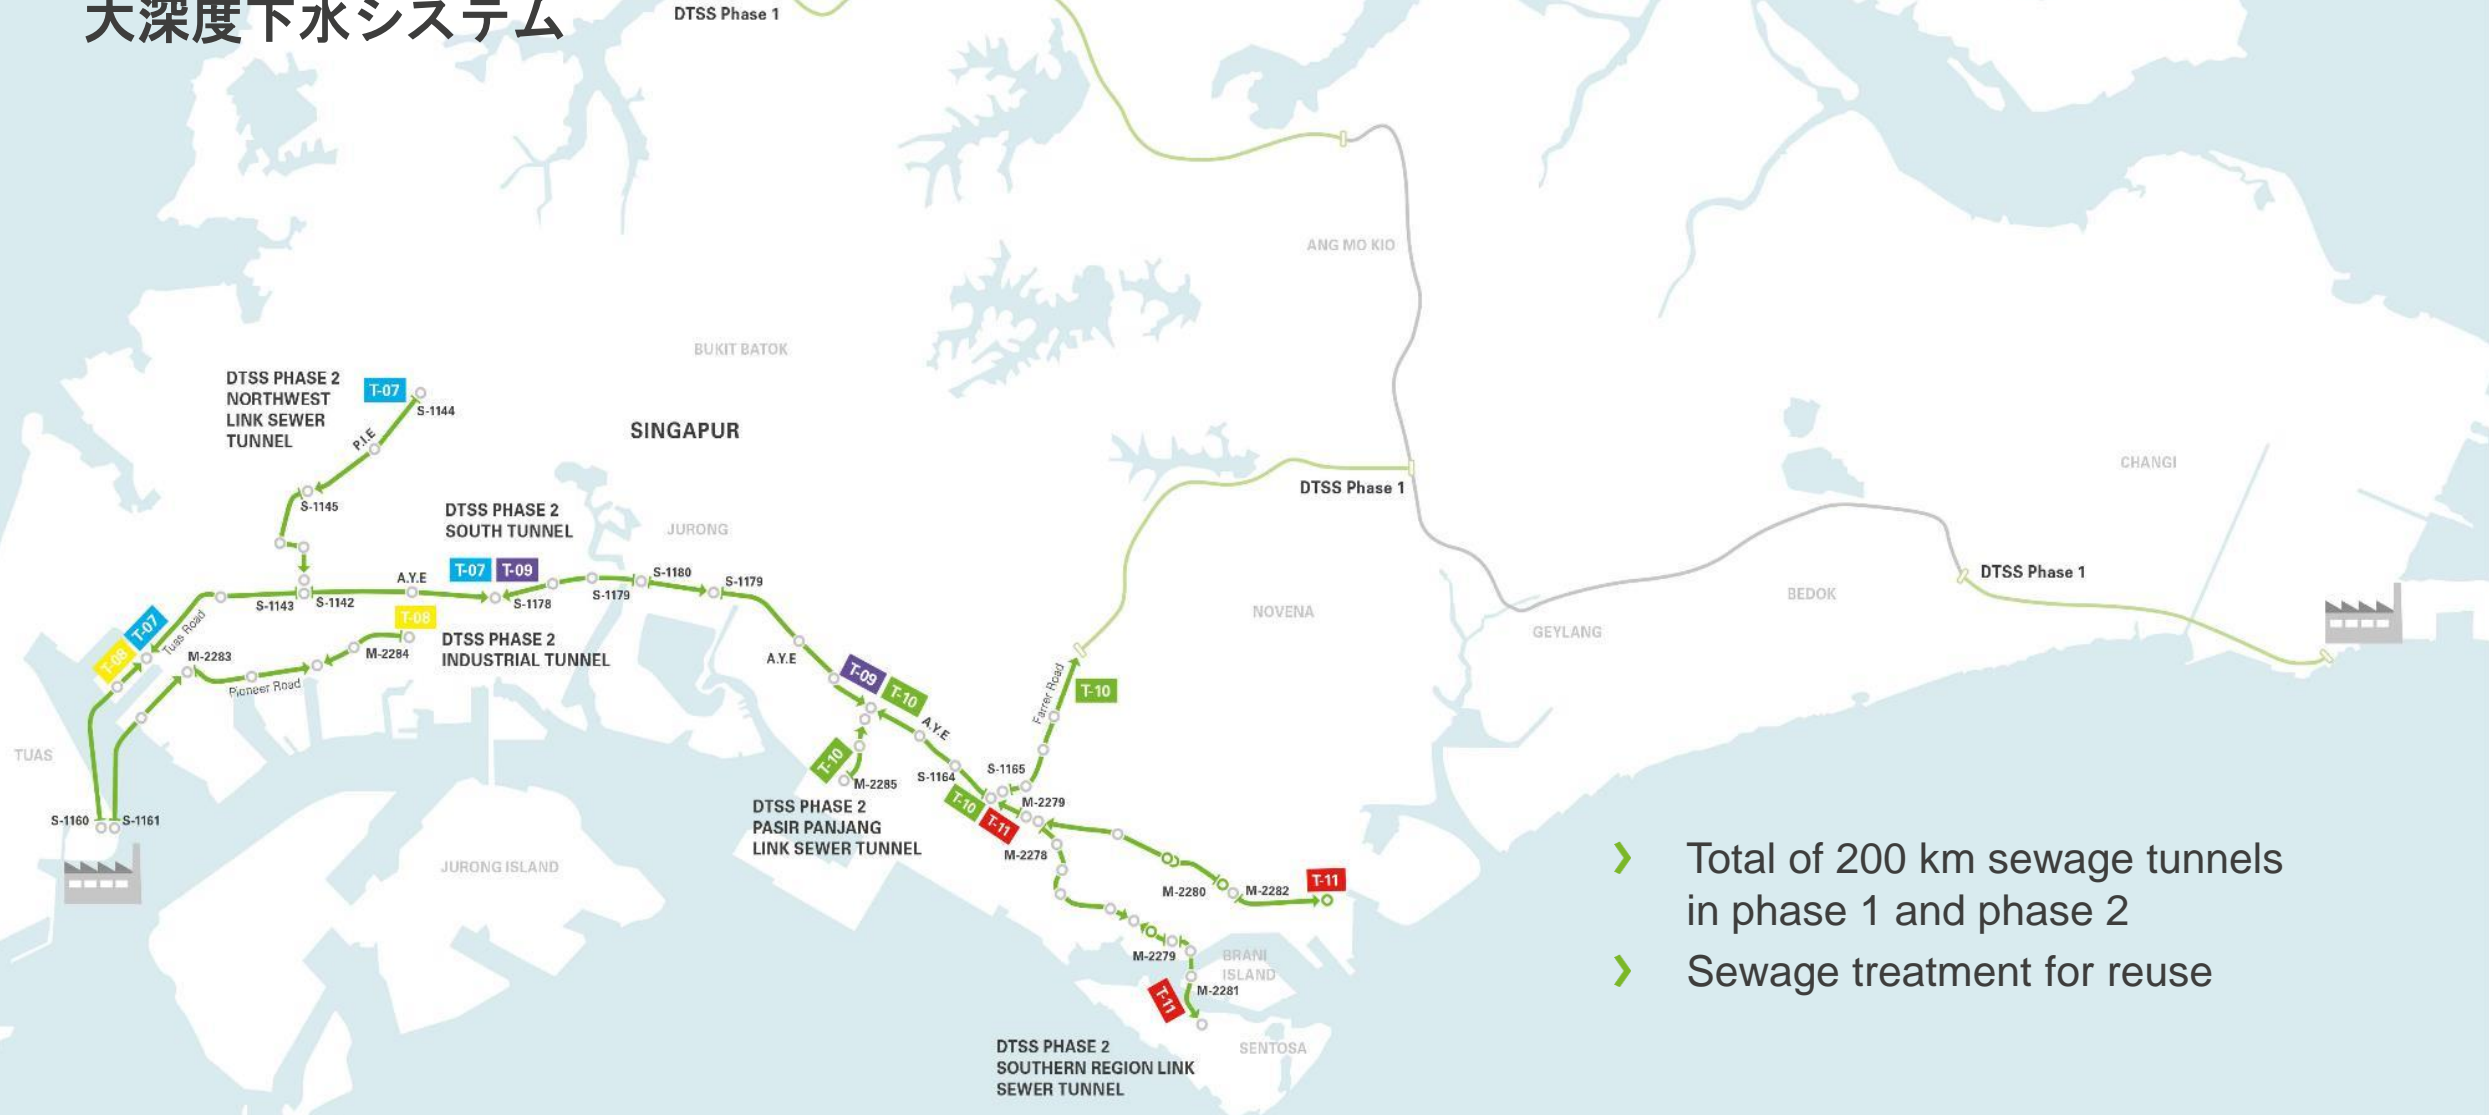 大深度下水システム
DTSS Phase 1
ANG MO KIO
BUKIT BATOK
DTSS PHASE 2
NORTHWEST
LINK SEWER
TUNNEL
T-07
S-1144
P.I.E
SINGAPUR
S-1145
DTSS PHASE 2
SOUTH TUNNEL
JURONG
DTSS Phase 1
CHANGI
A.Y.E
T-07
T-09
S-1180
S-1179
S-1143
S-1142
S-1178
S-1179
DTSS Phase 1
BEDOK
NOVENA
GEYLANG
T-08
T-07
Tuas Road
T-08
M-2283
M-2284
DTSS PHASE 2
INDUSTRIAL TUNNEL
Pioneer Road
A.Y.E
T-09
T-10
A.Y.E
Farrer Road
T-10
TUAS
T-10
M-2285
S-1164
S-1165
M-2279
T-10
T-11
M-2278
DTSS PHASE 2
PASIR PANJANG
LINK SEWER TUNNEL
S-1160
S-1161
JURONG ISLAND
M-2280
M-2282
T-11
M-2279
BRANI
ISLAND
M-2281
T-11
SENTOSA
DTSS PHASE 2
SOUTHERN REGION LINK
SEWER TUNNEL
Total of 200 km sewage tunnels
in phase 1 and phase 2
Sewage treatment for reuse